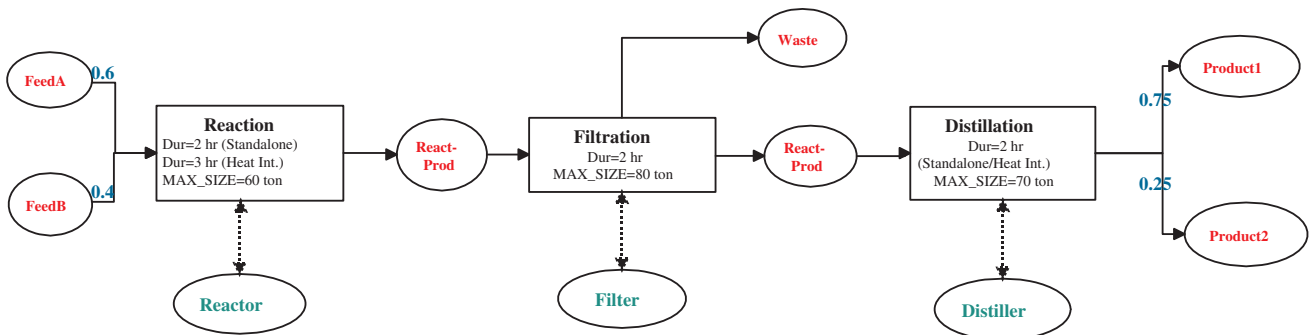 Waste
FeedA
0.6
Product1
0.75
Reaction
Dur=2 hr (Standalone)
Dur=3 hr (Heat Int.)
MAX_SIZE=60 ton
React-
Prod
Filtration
Dur=2 hr
MAX_SIZE=80 ton
React-
Prod
Distillation
Dur=2 hr
(Standalone/Heat Int.)
MAX_SIZE=70 ton
0.4
FeedB
0.25
Product2
Reactor
Filter
Distiller